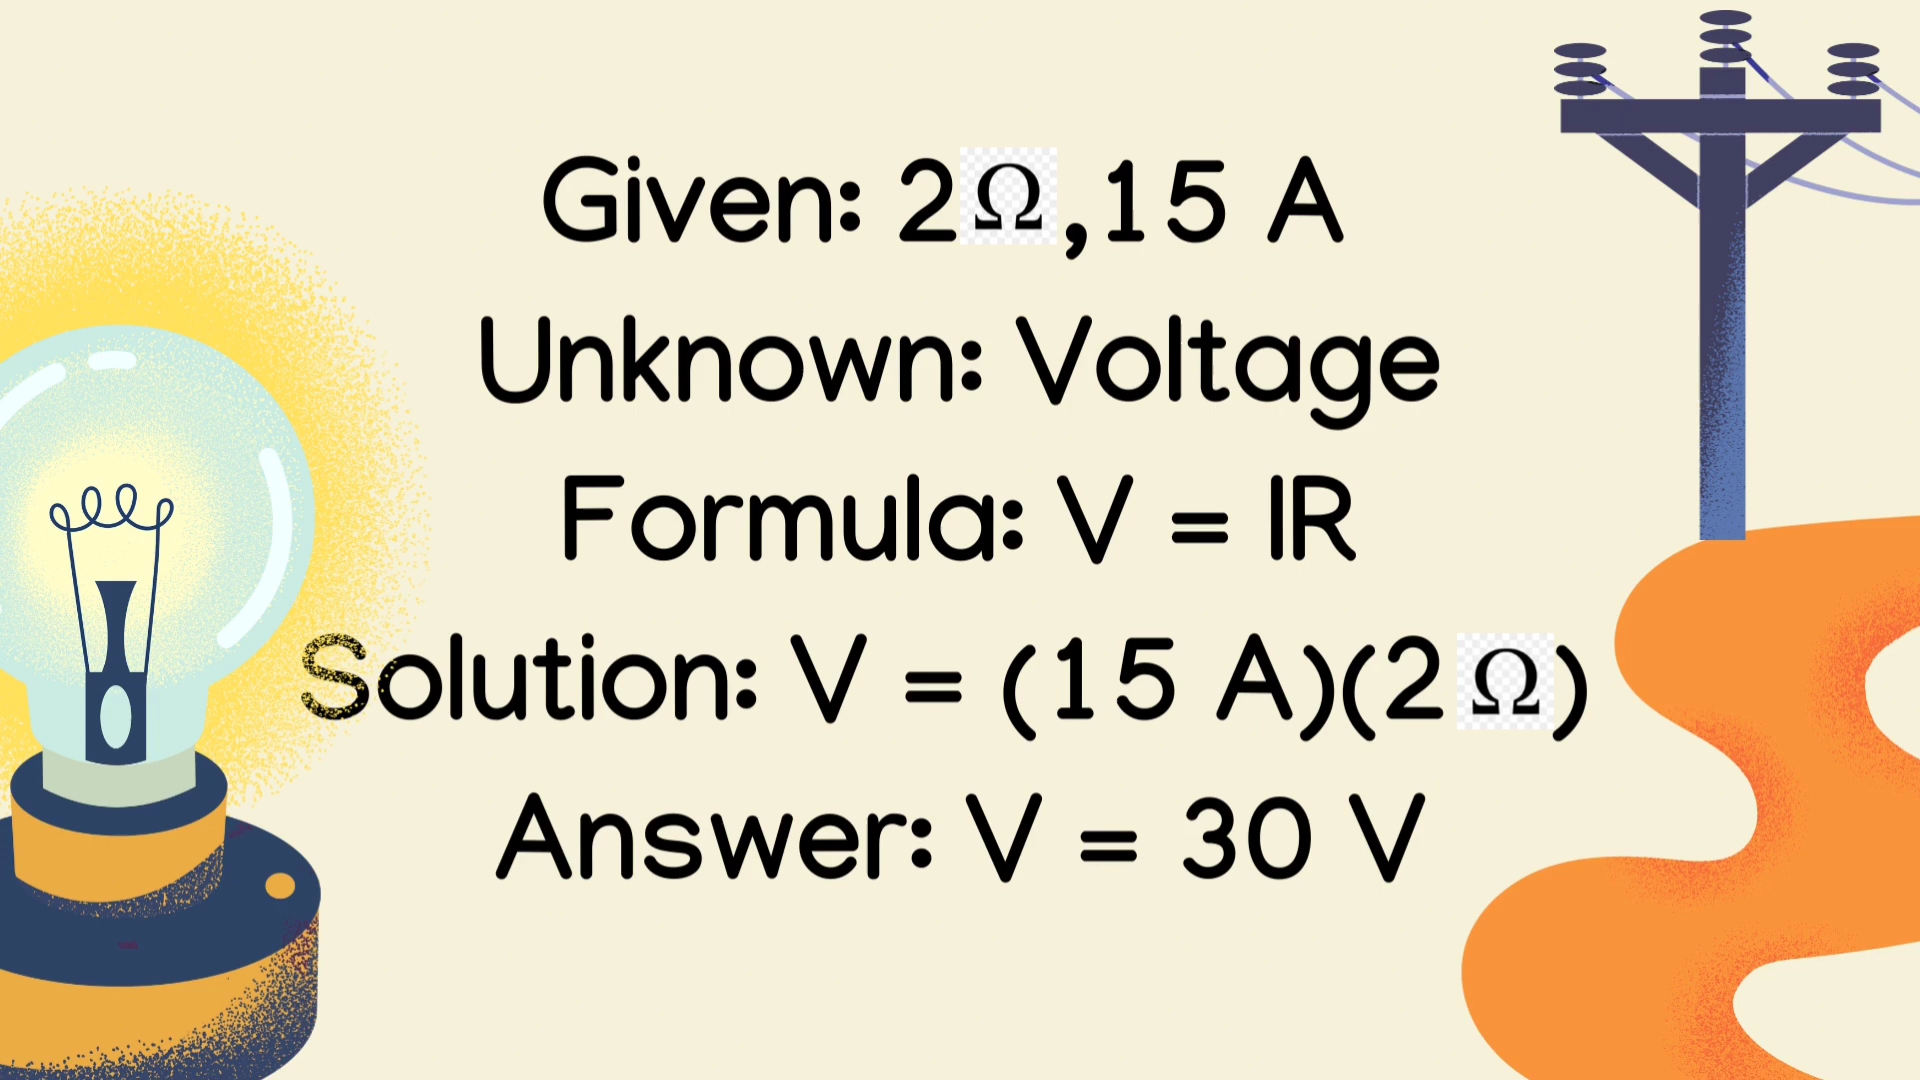 Given: 2Ω,15 A
Unknown: Voltage
Formula: V = IR
Solution: V = (15 A)(2Ω)
Answer: V = 30 V